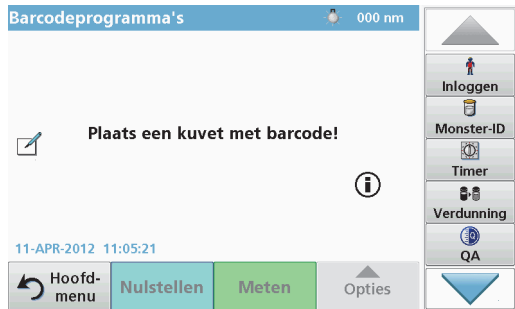 Barcodeprogramma's
000 nm
Plaats een kuvet met barcode!
11-APR-2012 11:05:21
Hoofd-
menu
Nulstellen
Meten
Opties
Inloggen
Monster-ID
Timer
Verdunning
QA